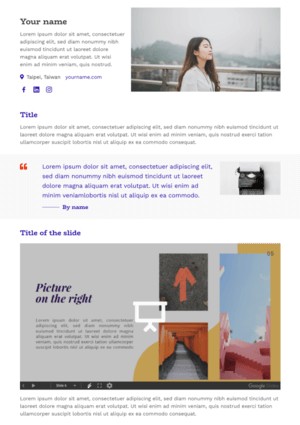 Your name
Lorem ipsum dolor sit amet, consectetuer
adipiscing elit, sed diam nonummy nibh
euismod tincidunt ut laoreet dolore
magna aliquam erat volutpat. Ut wisi
enim ad minim veniam, quis nostrud.
Taipei, Taiwan yourname.com
Title
Lorem ipsum dolor sit amet, consectetuer adipiscing elit, sed diam nonummy nibh euismod tincidunt ut
laoreet dolore magna aliquam erat volutpat. Ut wisi enim ad minim veniam, quis nostrud exerci tation
ullamcorper suscipit lobortis nisl ut aliquip ex ea commodo consequat.
Lorem ipsum dolor sit amet, consectetuer adipiscing elit,
sed diam nonummy nibh euismod tincidunt ut laoreet
dolore magna aliquam erat volutpat. Ut wisi enim ad
minim veniamlobortis nisl ut aliquip ex ea commodo.
By name
Title of the slide
05
Picture
on the right
Lorem ipsum dolor sit amet, consectetuer
adipiscing elit, sed diam nonummy nibh
euismod tincidunt ut laoreet dolore magna
aliquam erat volutpat. Ut wisi enim ad minim
veniam, quis nostrud exerci tation ullamcorper
suscipit lobortis nisl ut aliquip ex ea commodo
Slide 6
Google Slides
Lorem ipsum dolor sit amet, consectetuer adipiscing elit, sed diam nonummy nibh euismod tincidunt ut
laoreet dolore magna aliquam erat volutpat. Ut wisi enim ad minim veniam, quis nostrud exerci tation
ullamcorper suscipit lobortis nisl ut aliquip ex ea commodo consequat.